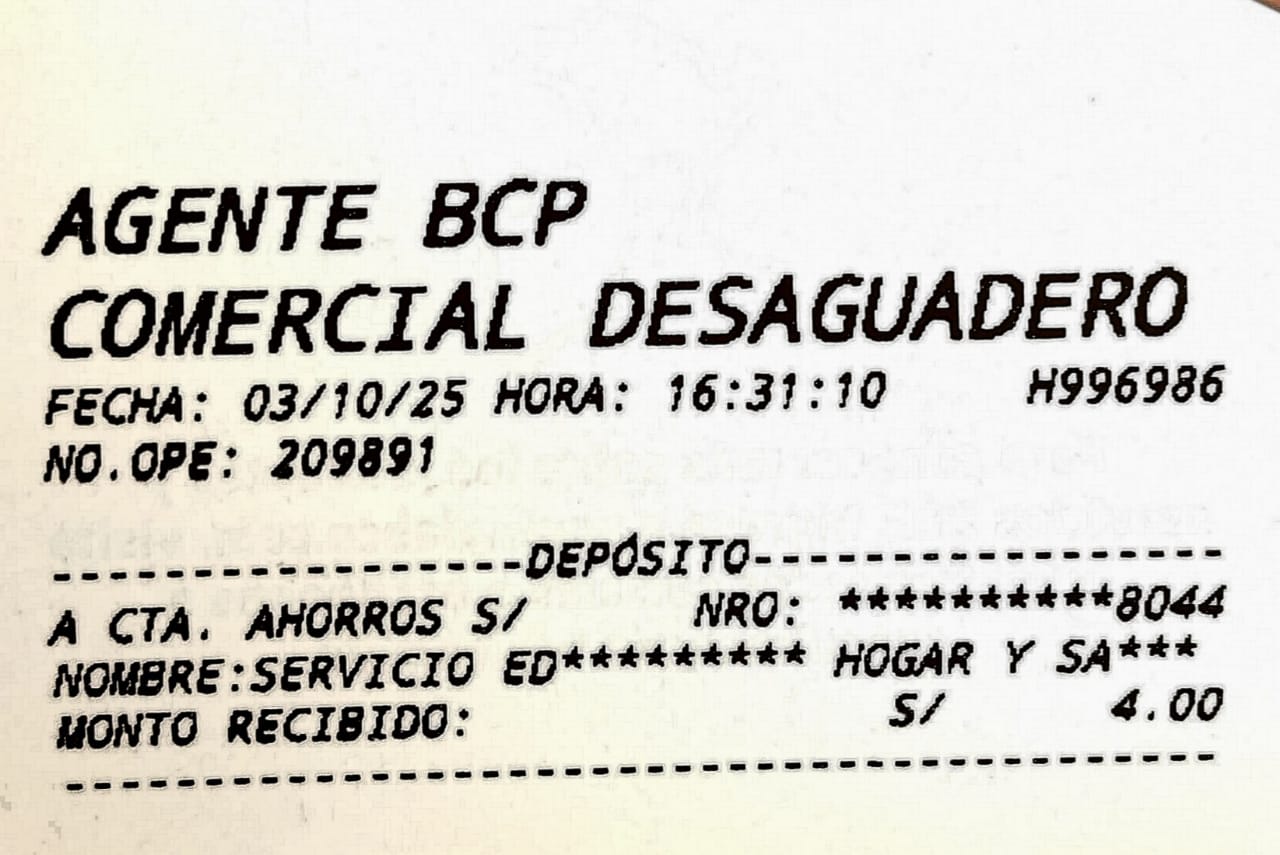 AGENTE BCP
COMERCIAL DESAGUADERO
FECHA: 03/10/25 HORA: 16:31:10 H996986
NO.OPE: 209891
-----------------DEPÓSITO-----------------
A CTA. AHORROS S/ NRO: **********8044
NOMBRE:SERVICIO ED********* HOGAR Y SA***
MONTO RECIBIDO: S/ 4.00
------------------------------------------